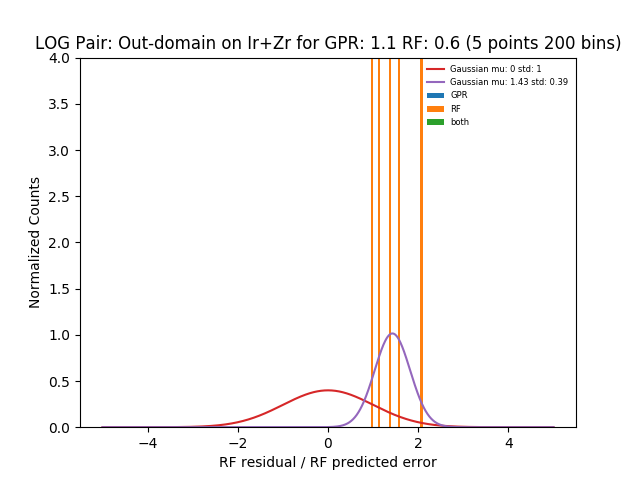 LOG Pair: Out-domain on Ir+Zr for GPR: 1.1 RF: 0.6 (5 points 200 bins)
4.0
3.5
3.0
2.5
2.0
1.5
1.0
0.5
0.0
Normalized Counts
Gaussian mu: 0 std: 1
Gaussian mu: 1.43 std: 0.39
GPR
RF
both
−4
−2
0
2
4
RF residual / RF predicted error